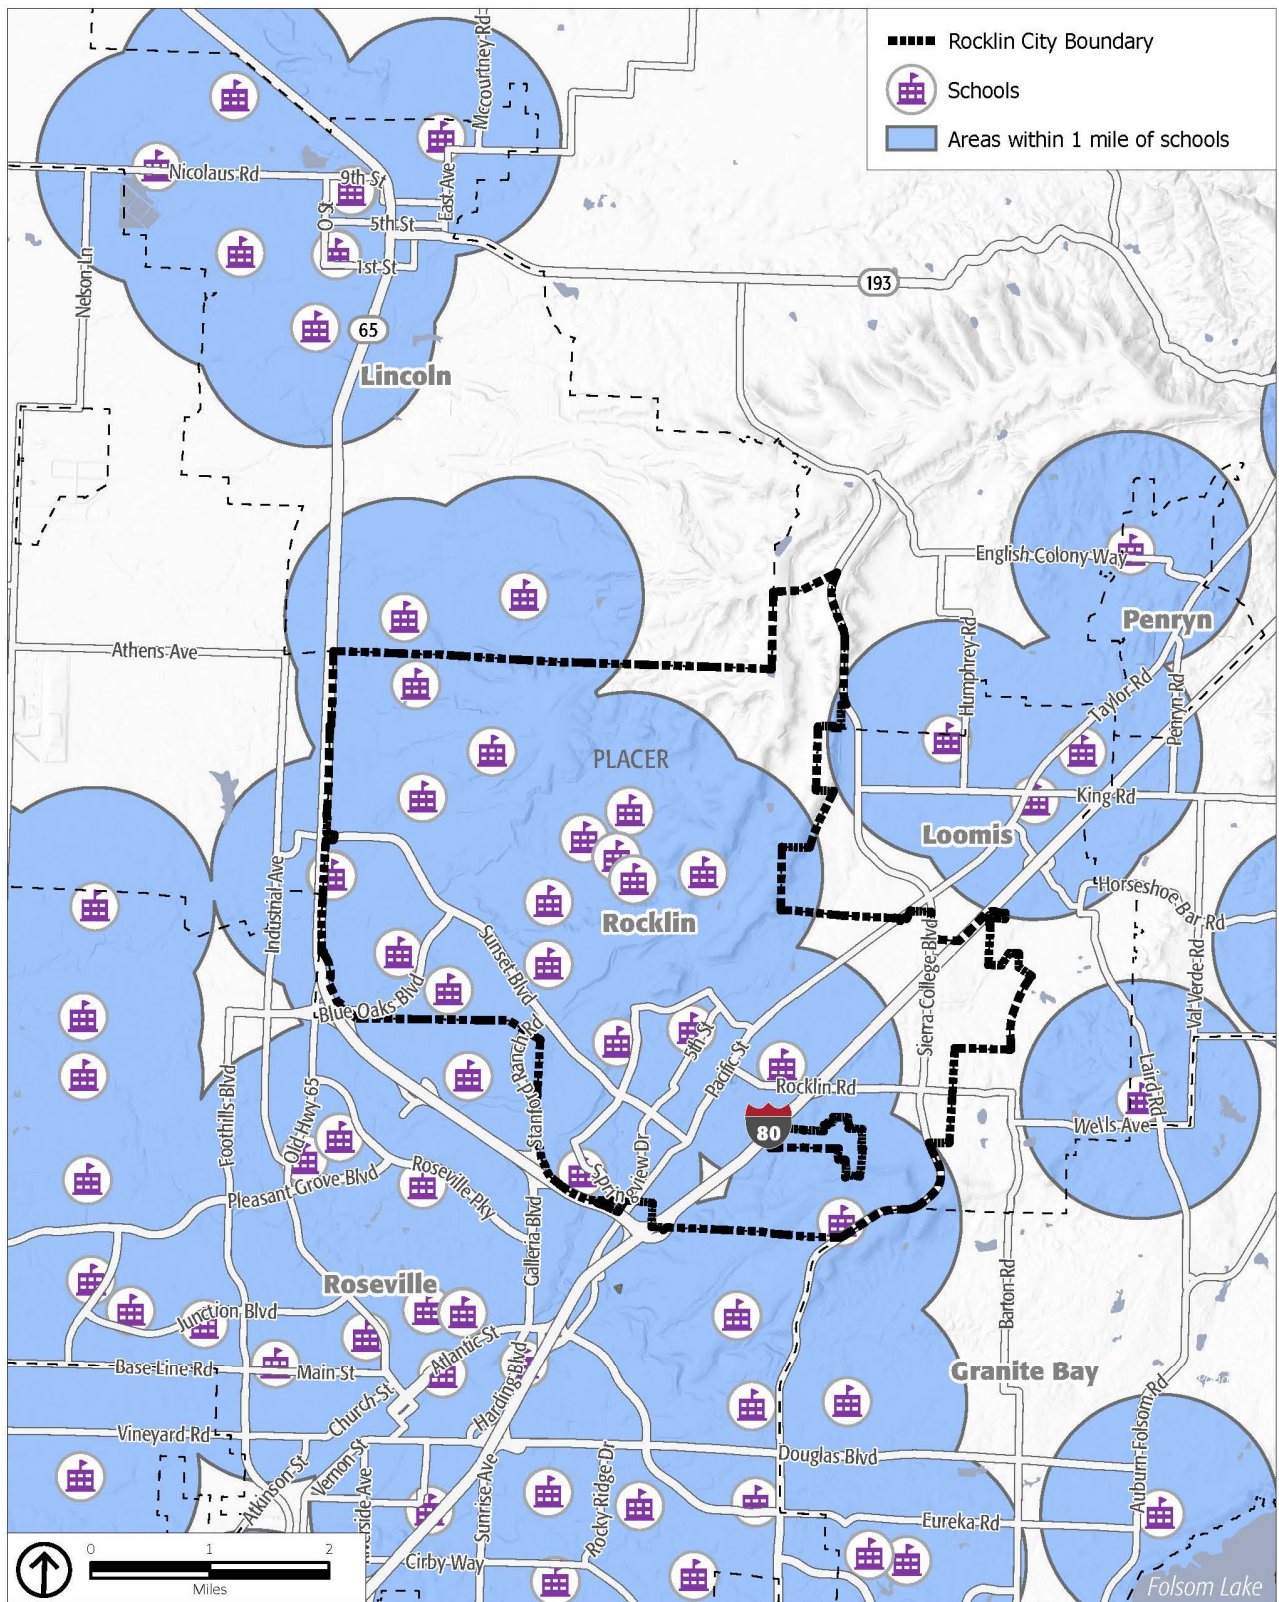 Rocklin City Boundary
Schools
Areas within 1 mile of schools
Mccourtney Rd
Nicolaus Rd
9th St
East Ave
O St
5th St
1st St
Nelson Ln
193
65
Lincoln
English Colony Way
Penryn
Athens Ave
Humphrey Rd
Taylor Rd
Penryn Rd
PLACER
King Rd
Loomis
Horseshoe Bar Rd
Industrial Ave
Rocklin
Sunset Blvd
Sierra College Blvd
Val Verde Rd
Blue Oaks Blvd
Stanford Ranch Rd
5th St
Pacific St
Rocklin Rd
Laird Rd
Foothills Blvd
Old Hwy 65
80
Wells Ave
Springview Dr
Pleasant Grove Blvd
Roseville Pky
Galleria Blvd
Roseville
Junction Blvd
Barton Rd
Atlantic St
Base Line Rd
Main St
Harding Blvd
Granite Bay
Church St
Auburn Folsom Rd
Vineyard Rd
Vernon St
Douglas Blvd
Atkinson St
erside Ave
Sunrise Ave
Rocky Ridge Dr
Eureka Rd
Cirby Way
0 1 2
Miles
Folsom Lake